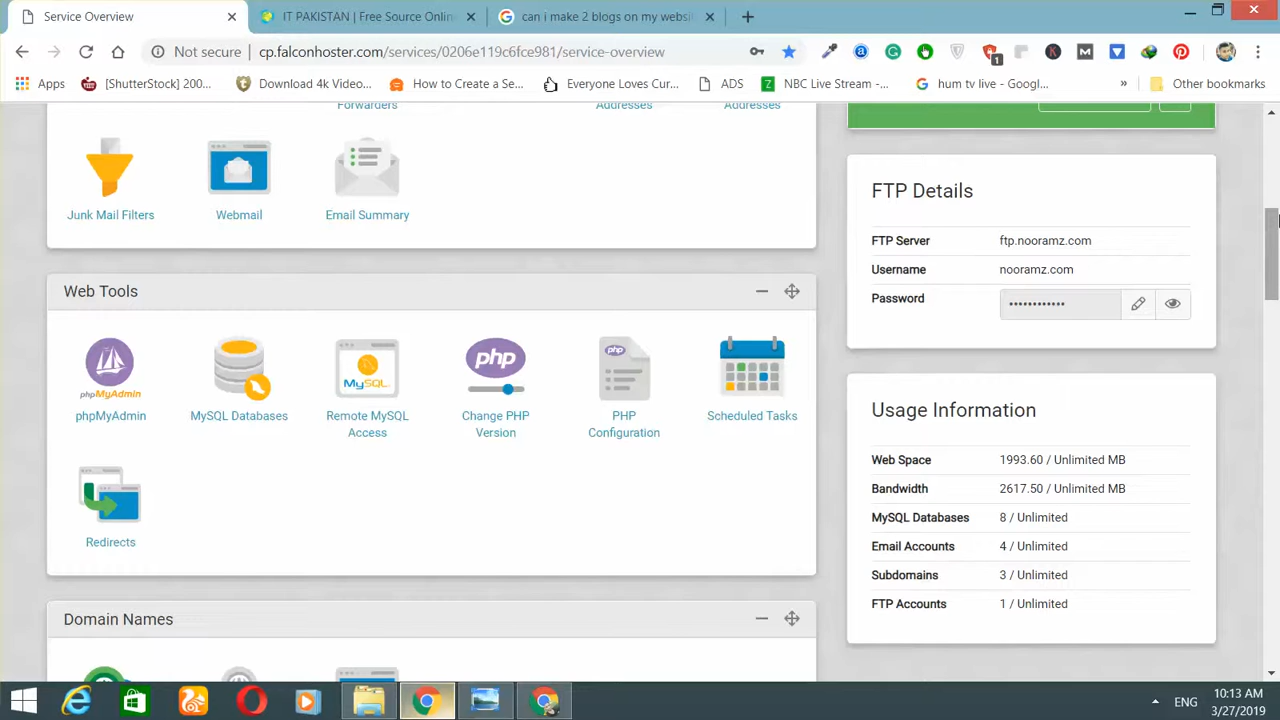 Service Overview
IT PAKISTAN | Free Source Onlin
can i make 2 blogs on my websi
Not secure
cp.falconhoster.com/services/0206e119c6fce981/service-overview
1
Apps
[ShutterStock] 200...
Download 4k Video...
How to Create a Se...
Everyone Loves Cur...
ADS
NBC Live Stream -...
hum tv live - Googl...
»
Other bookmarks
Forwarders
Addresses
Addresses
Junk Mail Filters
Webmail
Email Summary
Web Tools
phpMyAdmin
MySQL
php
php
phpMyAdmin
MySQL Databases
Remote MySQL
Access
Change PHP
Version
PHP
Configuration
Scheduled Tasks
Redirects
Domain Names
FTP Details
FTP Server ftp.nooramz.com
Username nooramz.com
Password ••••••••••••
Usage Information
Web Space 1993.60 / Unlimited MB
Bandwidth 2617.50 / Unlimited MB
MySQL Databases 8 / Unlimited
Email Accounts 4 / Unlimited
Subdomains 3 / Unlimited
FTP Accounts 1 / Unlimited
ENG
10:13 AM
3/27/2019